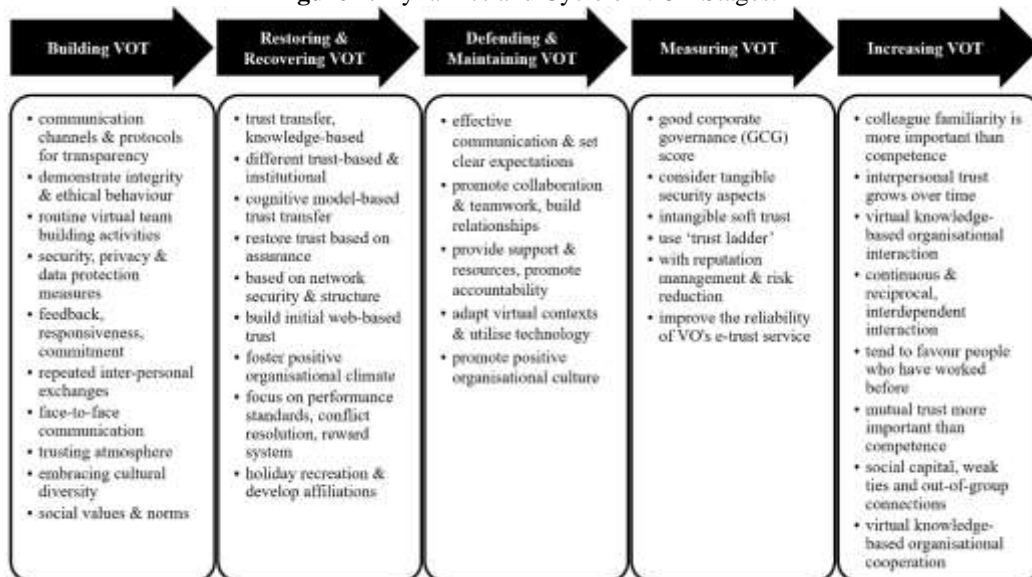 Building VOT
• communication
channels & protocols
for transparency
• demonstrate integrity
& ethical behaviour
• routine virtual team
building activities
• security, privacy &
data protection
measures
• feedback,
responsiveness,
commitment
• repeated inter-personal
exchanges
• face-to-face
communication
• trusting atmosphere
• embracing cultural
diversity
• social values & norms
Restoring &
Recovering VOT
• trust transfer,
knowledge-based
• different trust-based &
institutional
• cognitive model-based
trust transfer
• restore trust based on
assurance
• based on network
security & structure
• build initial web-based
trust
• foster positive
organisational climate
• focus on performance
standards, conflict
resolution, reward
system
• holiday recreation &
develop affiliations
Defending &
Maintaining VOT
• effective
communication & set
clear expectations
• promote collaboration
& teamwork, build
relationships
• provide support &
resources, promote
accountability
• adapt virtual contexts
& utilise technology
• promote positive
organisational culture
Measuring VOT
• good corporate
governance (GCG)
score
• consider tangible
security aspects
• intangible soft trust
• use 'trust ladder'
• with reputation
management & risk
reduction
• improve the reliability
of VO's e-trust service
Increasing VOT
• colleague familiarity is
more important than
competence
• interpersonal trust
grows over time
• virtual knowledge-
based organisational
interaction
• continuous &
reciprocal,
interdependent
interaction
• tend to favour people
who have worked
before
• mutual trust more
important than
competence
• social capital, weak
ties and out-of-group
connections
• virtual knowledge-
based organisational
cooperation